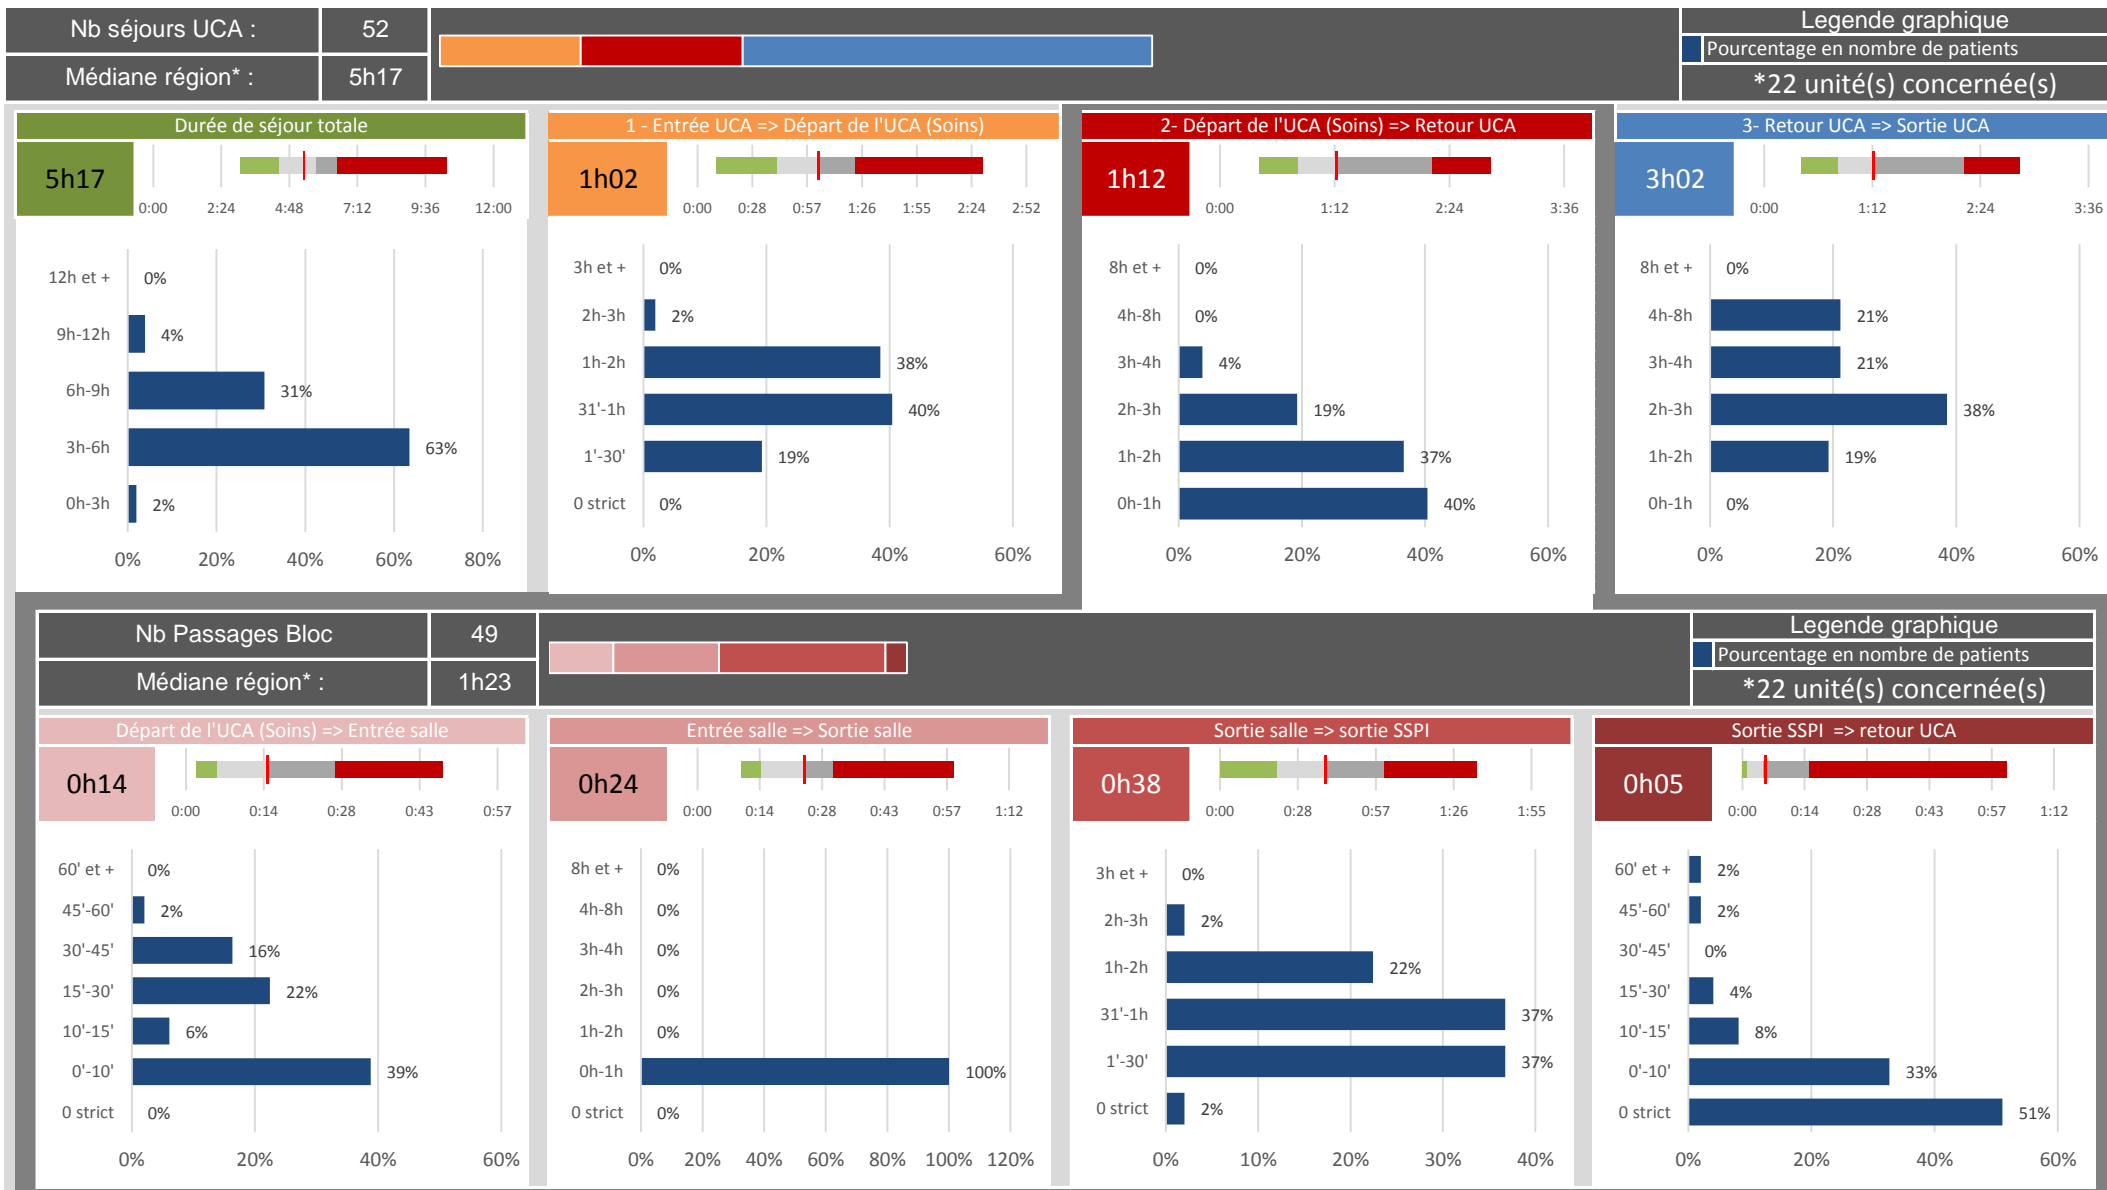 Nb séjours UCA : 52
Médiane région* : 5h17
Legende graphique
Pourcentage en nombre de patients
*22 unité(s) concernée(s)
Durée de séjour totale
5h17
0:00 2:24 4:48 7:12 9:36 12:00
12h et + 0%
9h-12h 4%
6h-9h 31%
3h-6h 63%
0h-3h 2%
0% 20% 40% 60% 80%
1 - Entrée UCA => Départ de l'UCA (Soins)
1h02
0:00 0:28 0:57 1:26 1:55 2:24 2:52
3h et + 0%
2h-3h 2%
1h-2h 38%
31'-1h 40%
1'-30' 19%
0 strict 0%
0% 20% 40% 60%
2- Départ de l'UCA (Soins) => Retour UCA
1h12
0:00 1:12 2:24 3:36
8h et + 0%
4h-8h 0%
3h-4h 4%
2h-3h 19%
1h-2h 37%
0h-1h 40%
0% 20% 40% 60%
3- Retour UCA => Sortie UCA
3h02
0:00 1:12 2:24 3:36
8h et + 0%
4h-8h 21%
3h-4h 21%
2h-3h 38%
1h-2h 19%
0h-1h 0%
0% 20% 40% 60%
Nb Passages Bloc 49
Médiane région* : 1h23
Legende graphique
Pourcentage en nombre de patients
*22 unité(s) concernée(s)
Départ de l'UCA (Soins) => Entrée salle
0h14
0:00 0:14 0:28 0:43 0:57
60' et + 0%
45'-60' 2%
30'-45' 16%
15'-30' 22%
10'-15' 6%
0'-10' 39%
0 strict 0%
0% 20% 40% 60%
Entrée salle => Sortie salle
0h24
0:00 0:14 0:28 0:43 0:57 1:12
8h et + 0%
4h-8h 0%
3h-4h 0%
2h-3h 0%
1h-2h 0%
0h-1h 100%
0 strict 0%
0% 20% 40% 60% 80% 100% 120%
Sortie salle => sortie SSPI
0h38
0:00 0:28 0:57 1:26 1:55
3h et + 0%
2h-3h 2%
1h-2h 22%
31'-1h 37%
1'-30' 37%
0 strict 2%
0% 10% 20% 30% 40%
Sortie SSPI => retour UCA
0h05
0:00 0:14 0:28 0:43 0:57 1:12
60' et + 2%
45'-60' 2%
30'-45' 0%
15'-30' 4%
10'-15' 8%
0'-10' 33%
0 strict 51%
0% 20% 40% 60%